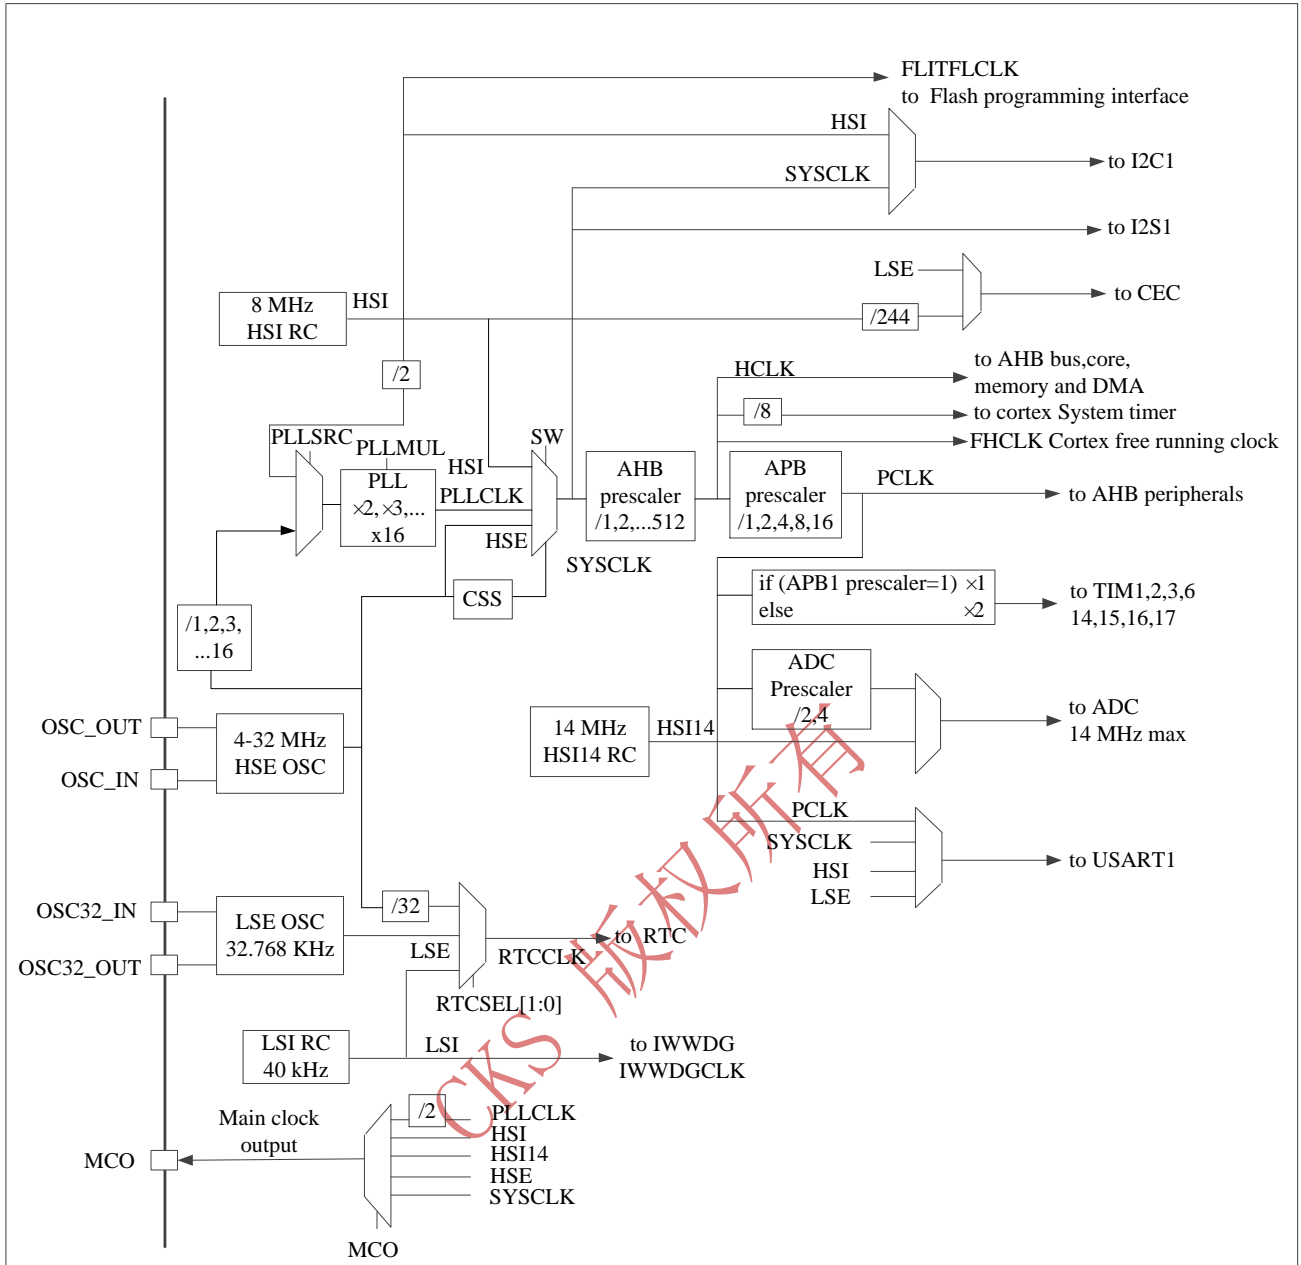 FLITFLCLK
to Flash programming interface
HSI
to I2C1
SYSCLK
to I2S1
LSE
to CEC
8 MHz
HSI RC
HSI
/244
/2
HCLK
to AHB bus,core,
memory and DMA
/8
to cortex System timer
FHCLK Cortex free running clock
PLLSRC
PLLMUL
SW
HSI
PLL
×2,×3,...
x16
PLLCLK
HSE
AHB
prescaler
/1,2,...512
APB
prescaler
/1,2,4,8,16
PCLK
to AHB peripherals
SYSCLK
CSS
if (APB1 prescaler=1) ×1
else ×2
to TIM1,2,3,6
14,15,16,17
/1,2,3,
...16
ADC
Prescaler
/2,4
to ADC
14 MHz max
OSC_OUT
OSC_IN
4-32 MHz
HSE OSC
14 MHz
HSI14 RC
HSI14
PCLK
SYSCLK
HSI
LSE
to USART1
OSC32_IN
OSC32_OUT
LSE OSC
32.768 KHz
/32
LSE
RTCCLK
to RTC
RTCSEL[1:0]
LSI RC
40 kHz
LSI
to IWWDG
IWWDGCLK
Main clock
output
MCO
/2
PLLCLK
HSI
HSI14
HSE
SYSCLK
MCO
CKS 版权所有